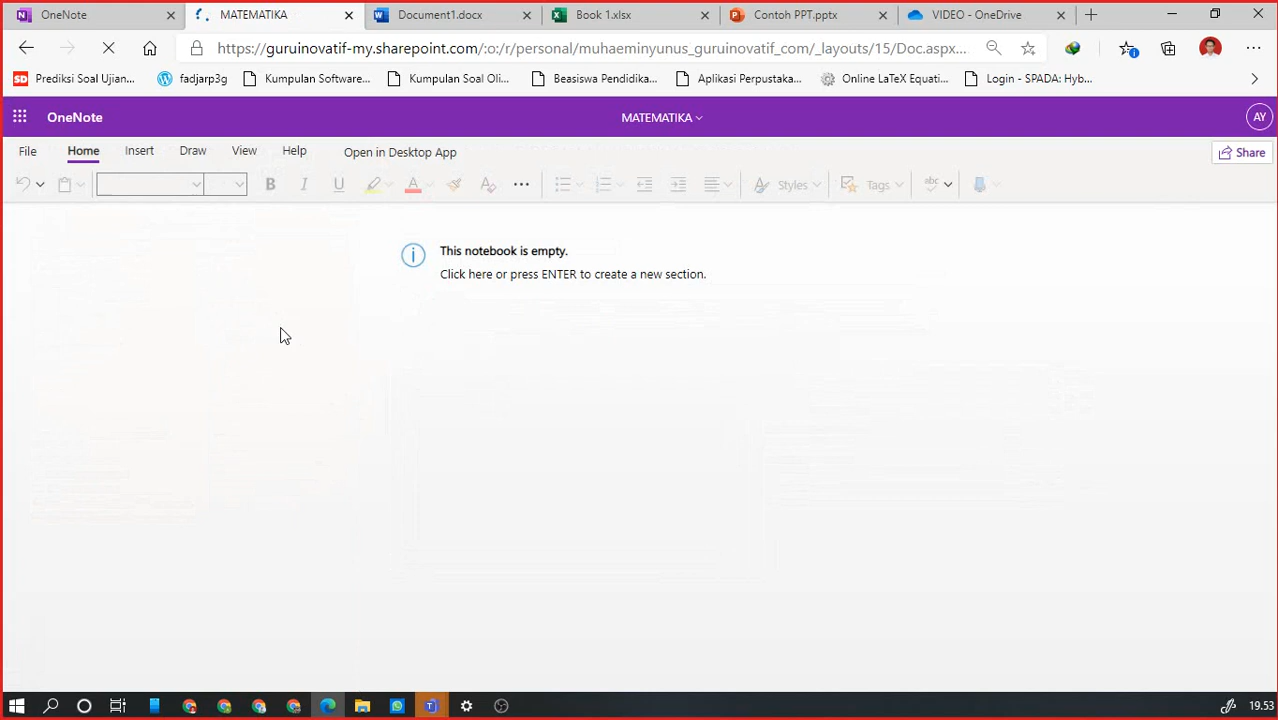 OneNote
MATEMATIKA
Document1.docx
Book 1.xlsx
Contoh PPT.pptx
VIDEO - OneDrive
https://guruinovatif-my.sharepoint.com/:o:/r/personal/muhaeminyunus_guruinovatif_com/_layouts/15/Doc.aspx...
SD Prediksi Soal Ujian...
fadjarp3g
Kumpulan Software...
Kumpulan Soal Oli...
Beasiswa Pendidika...
Aplikasi Perpustaka...
Online LaTeX Equati...
Login - SPADA: Hyb...
OneNote
MATEMATIKA
AY
File
Home
Insert
Draw
View
Help
Open in Desktop App
Share
B
I
U
A
A
Styles
Tags
abc
This notebook is empty.
Click here or press ENTER to create a new section.
19.53